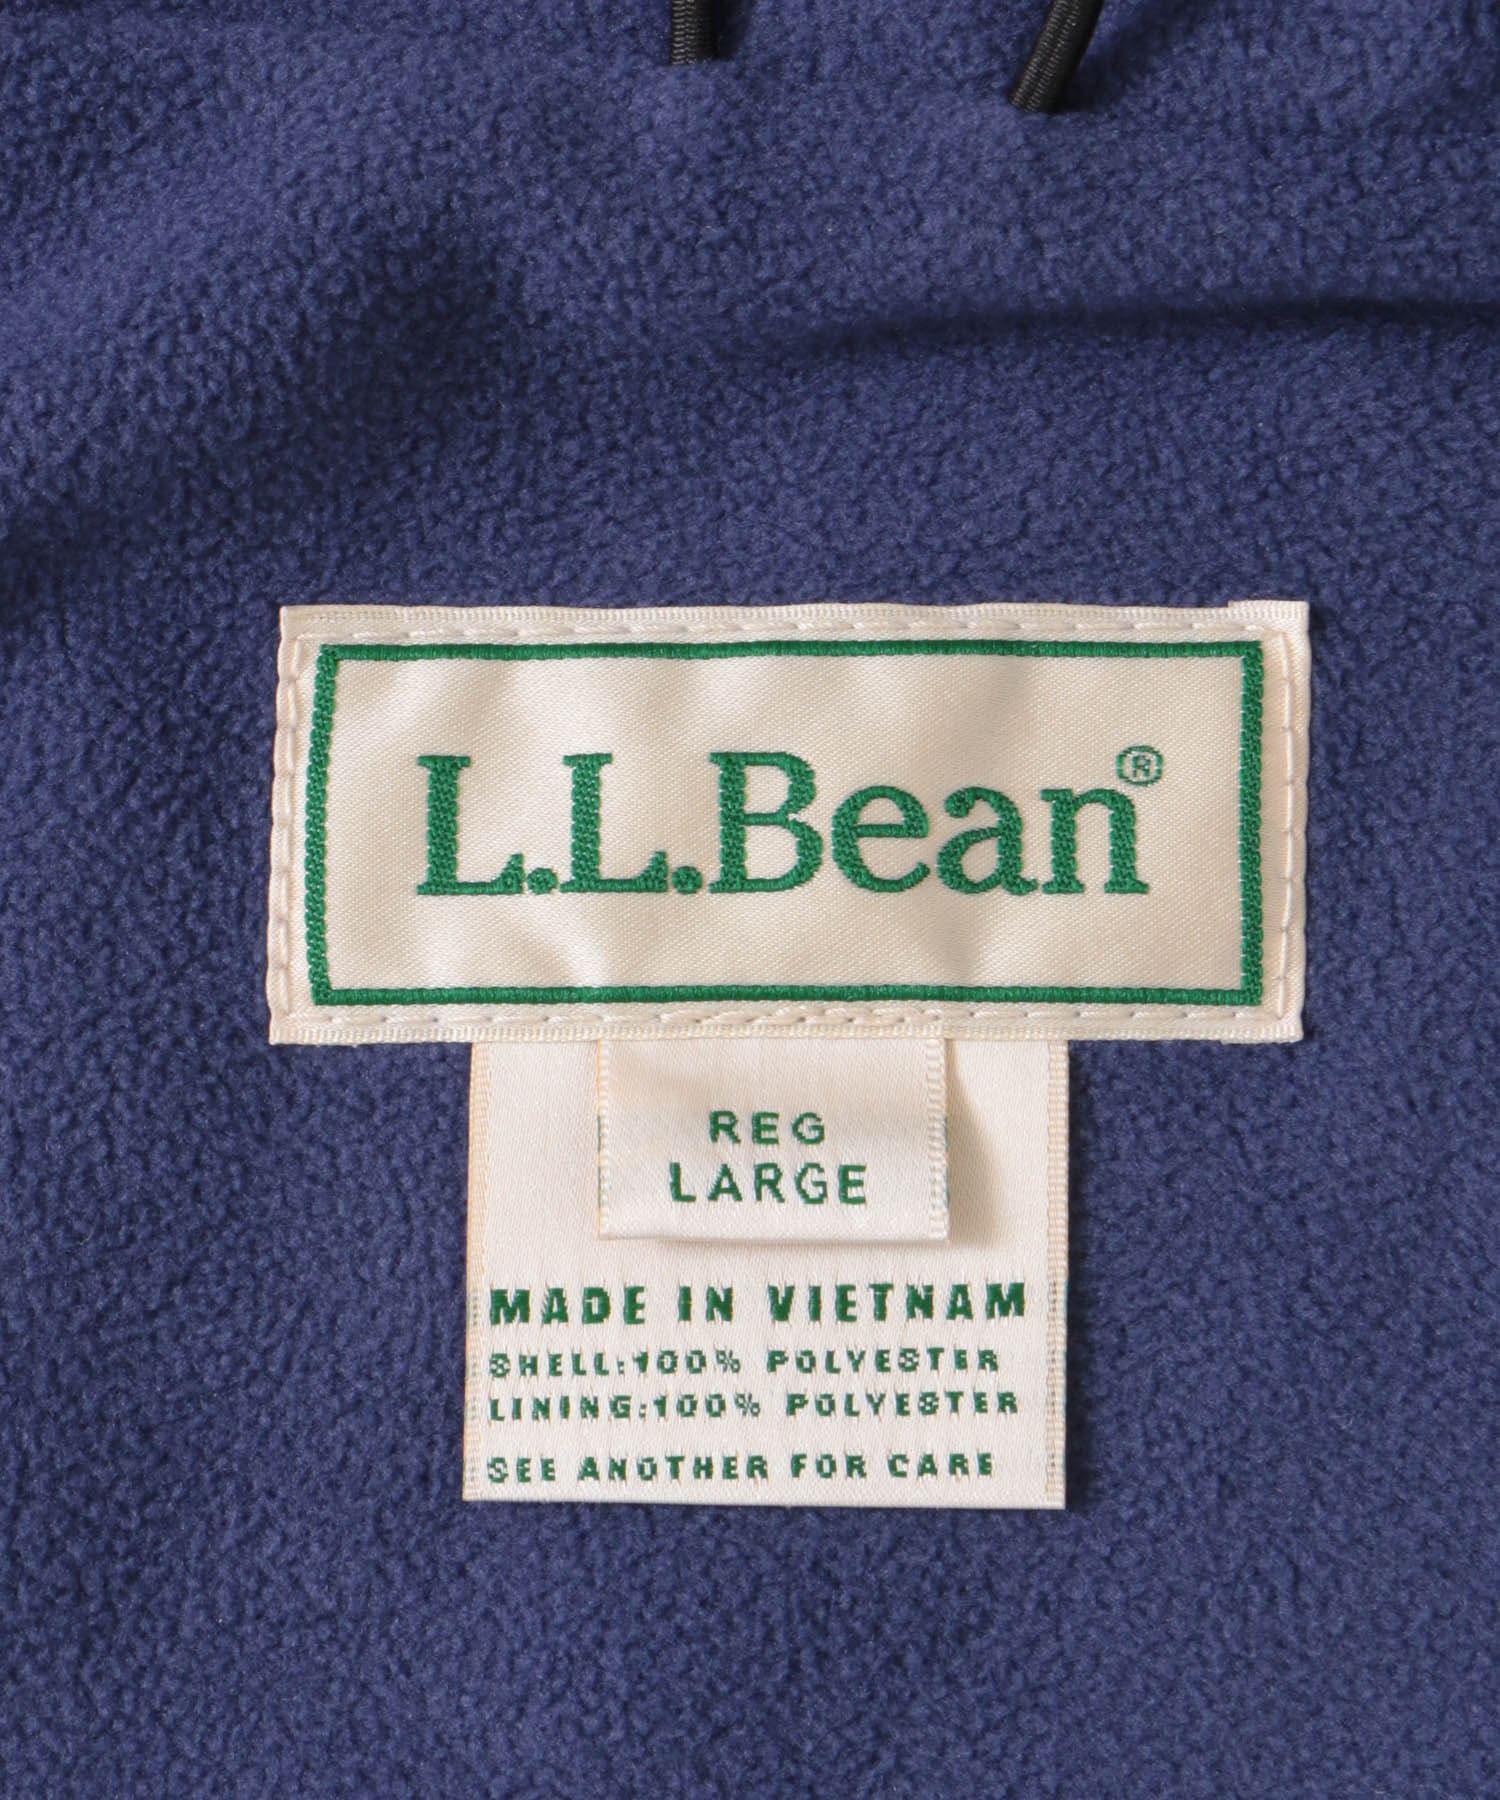 L.L.Bean®
REG
LARGE
MADE IN VIETNAM
SHELL:100% POLYESTER
LINING:100% POLYESTER
SEE ANOTHER FOR CARE